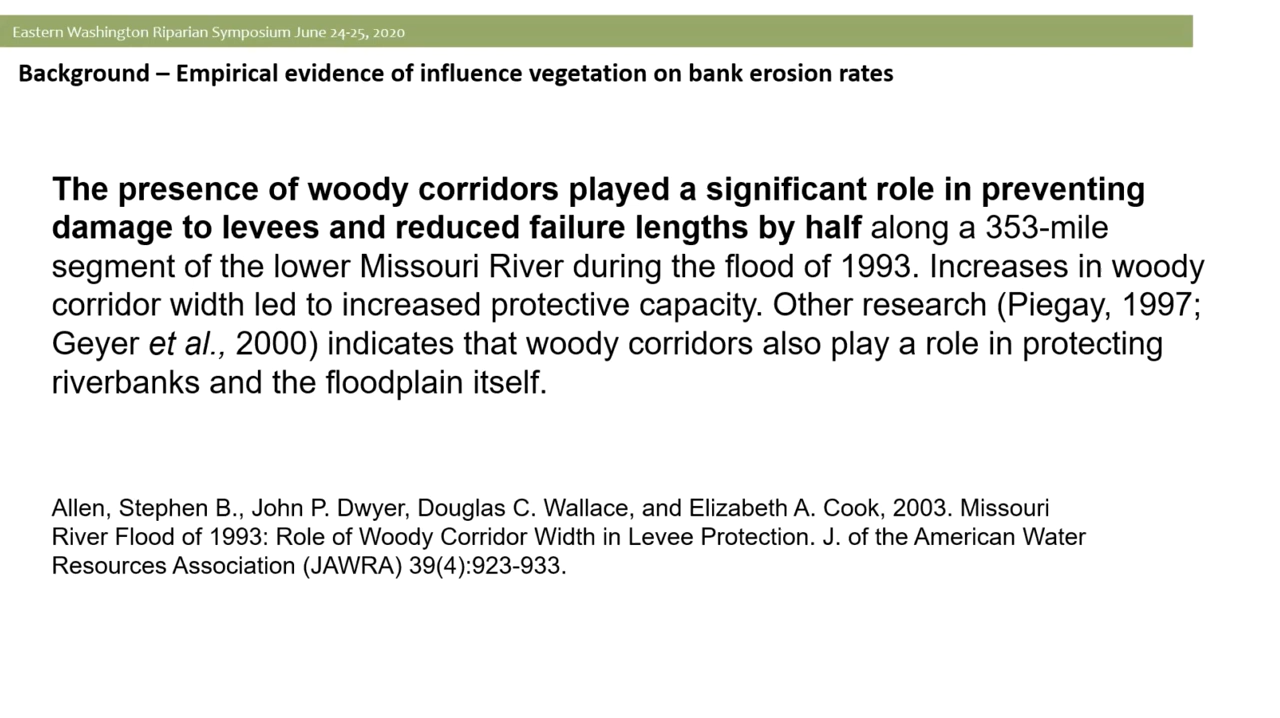 Eastern Washington Riparian Symposium June 24-25, 2020
Background – Empirical evidence of influence vegetation on bank erosion rates
The presence of woody corridors played a significant role in preventing
damage to levees and reduced failure lengths by half along a 353-mile
segment of the lower Missouri River during the flood of 1993. Increases in woody
corridor width led to increased protective capacity. Other research (Piegay, 1997;
Geyer et al., 2000) indicates that woody corridors also play a role in protecting
riverbanks and the floodplain itself.
Allen, Stephen B., John P. Dwyer, Douglas C. Wallace, and Elizabeth A. Cook, 2003. Missouri
River Flood of 1993: Role of Woody Corridor Width in Levee Protection. J. of the American Water
Resources Association (JAWRA) 39(4):923-933.